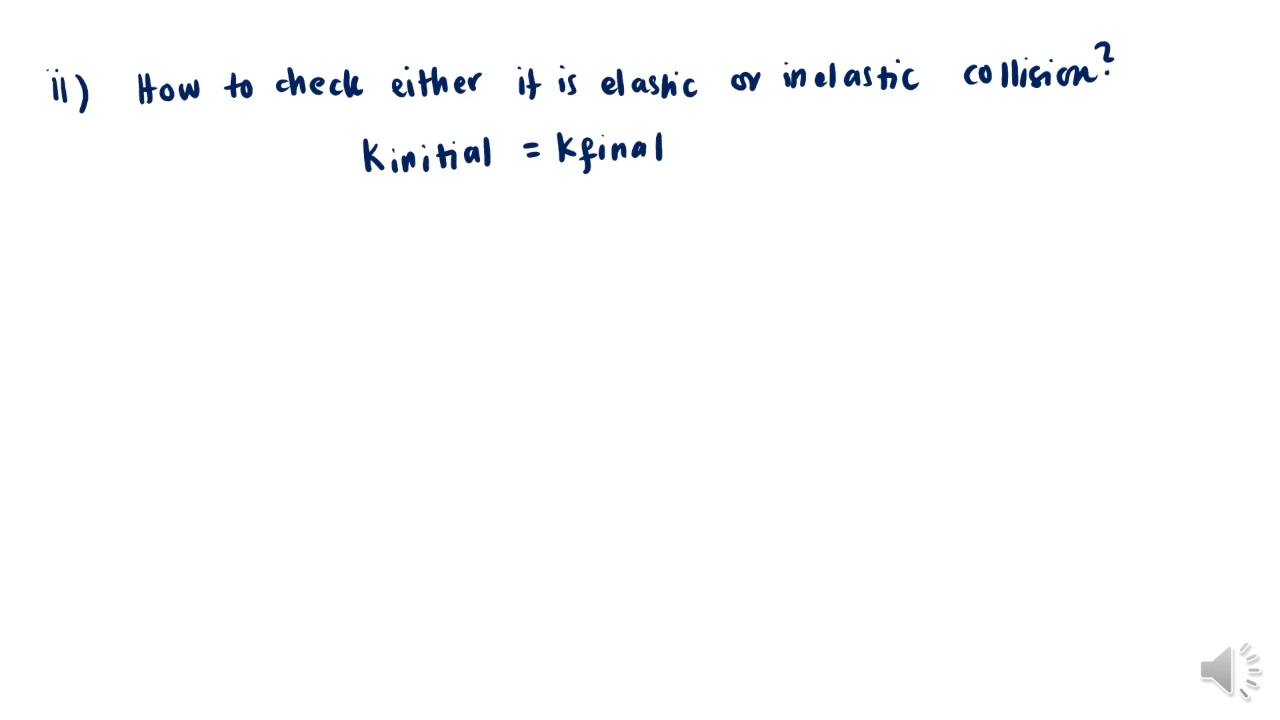 ii) How to check either it is elastic or inelastic collision?
Kinitial = Kfinal